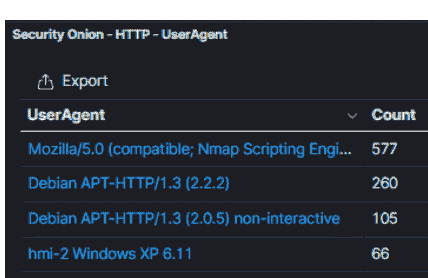 Security Onion - HTTP - UserAgent
Export
UserAgent Count
Mozilla/5.0 (compatible; Nmap Scripting Engi... 577
Debian APT-HTTP/1.3 (2.2.2) 260
Debian APT-HTTP/1.3 (2.0.5) non-interactive 105
hmi-2 Windows XP 6.11 66